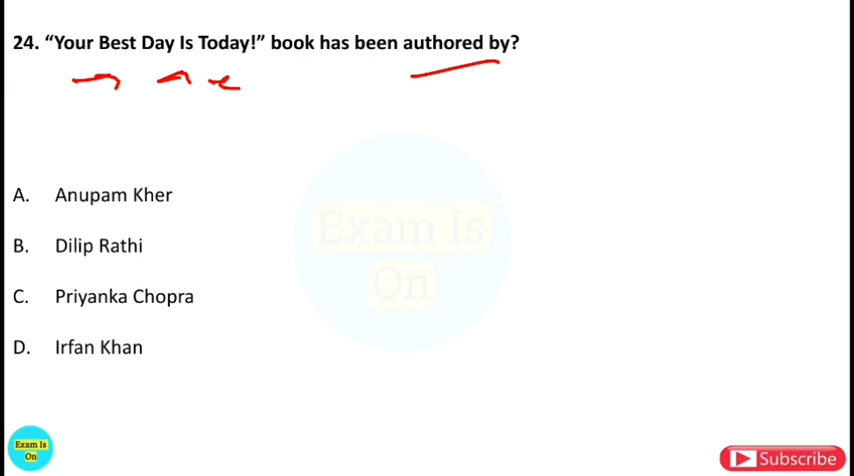 24. “Your Best Day Is Today!” book has been authored by?
A. Anupam Kher
Exam Is
On
B. Dilip Rathi
C. Priyanka Chopra
D. Irfan Khan
Exam Is
On
Subscribe